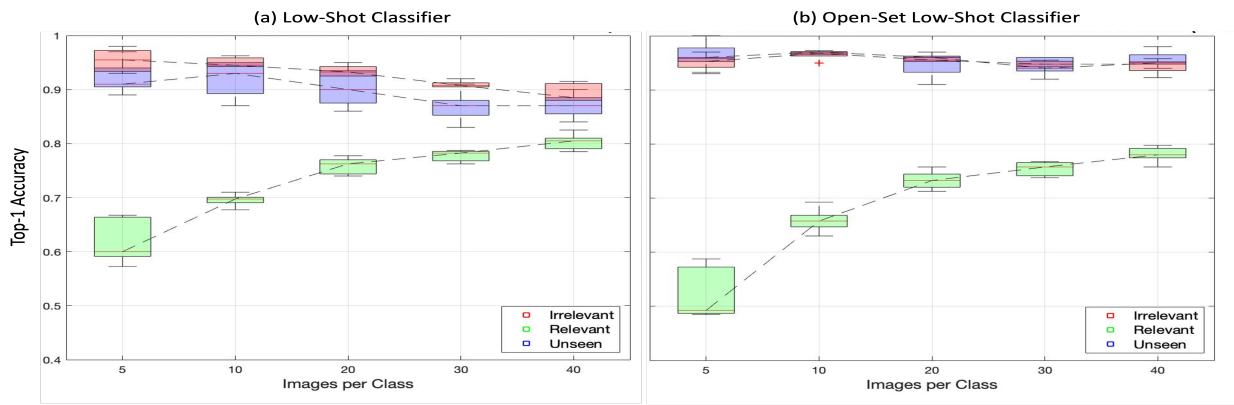 (a) Low-Shot Classifier
(b) Open-Set Low-Shot Classifier
Top-1 Accuracy
1
0.9
0.8
0.7
0.6
0.5
0.4
5 10 20 30 40
Images per Class
Irrelevant
Relevant
Unseen
5 10 20 30 40
Images per Class
Irrelevant
Relevant
Unseen